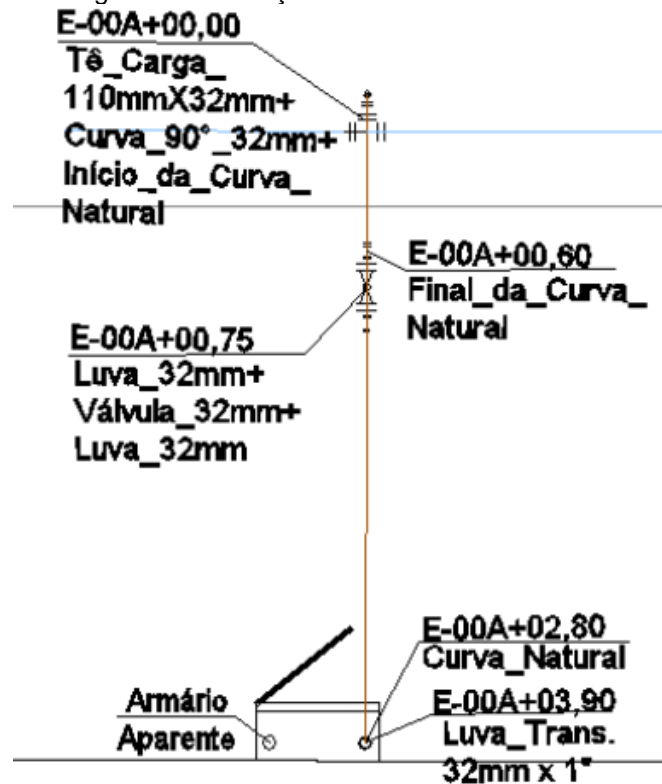 E-00A+00,00
Tê_Carga_
110mmX32mm+
Curva_90°_32mm+
Início_da_Curva_
Natural
E-00A+00,60
Final_da_Curva_
Natural
E-00A+00,75
Luva_32mm+
Válvula_32mm+
Luva_32mm
E-00A+02,80
Curva_Natural
E-00A+03,90
Luva_Trans.
32mm x 1"
Armário
Aparente